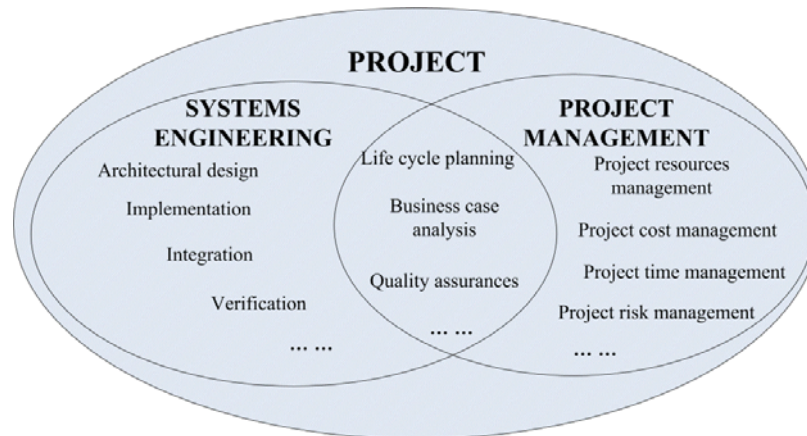 PROJECT
SYSTEMS
ENGINEERING
Architectural design
Implementation
Integration
Verification
... ...
Life cycle planning
Business case
analysis
Quality assurances
... ...
PROJECT
MANAGEMENT
Project resources
management
Project cost management
Project time management
Project risk management
... ...